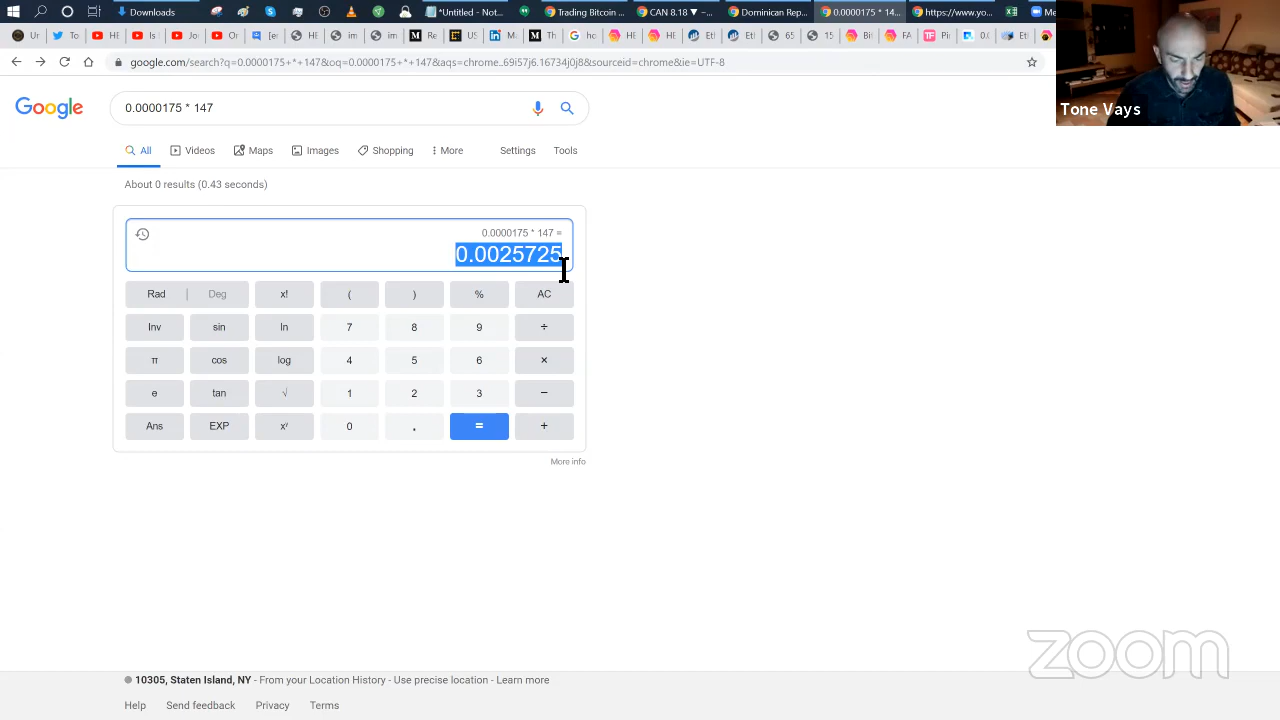 Downloads
*Untitled - Not...
Trading Bitcoin ...
CAN 8.18 ▼ –...
Dominican Rep...
0.0000175 * 14...
https://www.yo...
google.com/search?q=0.0000175+*+147&oq
0000175+*+147&aqs=chrome..69i57j6.16734j0j8&sourceid=chrome&ie=UTF-8
Tone Vays
Google
0.0000175 * 147
All
Videos
Maps
Images
Shopping
More
Settings
Tools
About 0 results (0.43 seconds)
0.0000175 * 147 =
0.0025725
Rad | Deg x! ( ) % AC
Inv sin ln 7 8 9 ÷
π cos log 4 5 6 ×
e tan √ 1 2 3 −
Ans EXP xʸ 0 . = +
More info
zoom
10305, Staten Island, NY - From your Location History - Use precise location - Learn more
Help Send feedback Privacy Terms